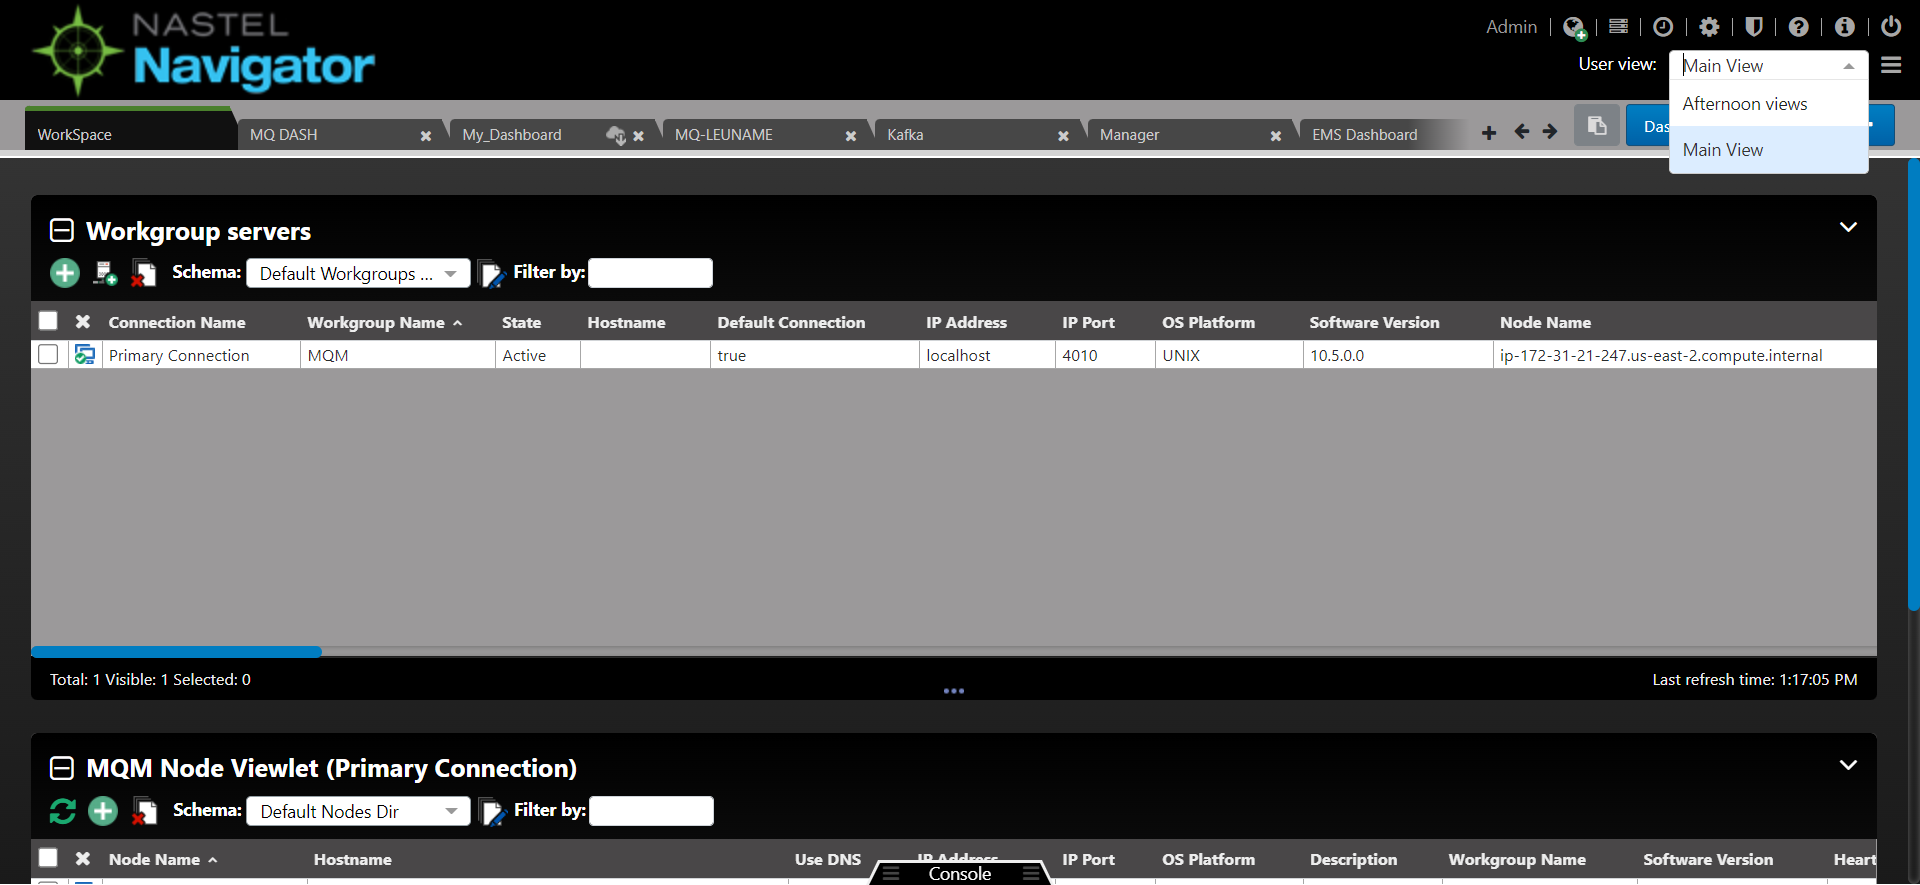 NASTEL
Navigator
Admin
User view: Main View
Afternoon views
Main View
WorkSpace
MQ DASH
My_Dashboard
MQ-LEUNAME
Kafka
Manager
EMS Dashboard
Workgroup servers
Schema: Default Workgroups ... Filter by:
Connection Name Workgroup Name State Hostname Default Connection IP Address IP Port OS Platform Software Version Node Name
Primary Connection MQM Active true localhost 4010 UNIX 10.5.0.0 ip-172-31-21-247.us-east-2.compute.internal
Total: 1 Visible: 1 Selected: 0
Last refresh time: 1:17:05 PM
MQM Node Viewlet (Primary Connection)
Schema: Default Nodes Dir Filter by:
Node Name Hostname Use DNS IP Address IP Port OS Platform Description Workgroup Name Software Version Heart
Console